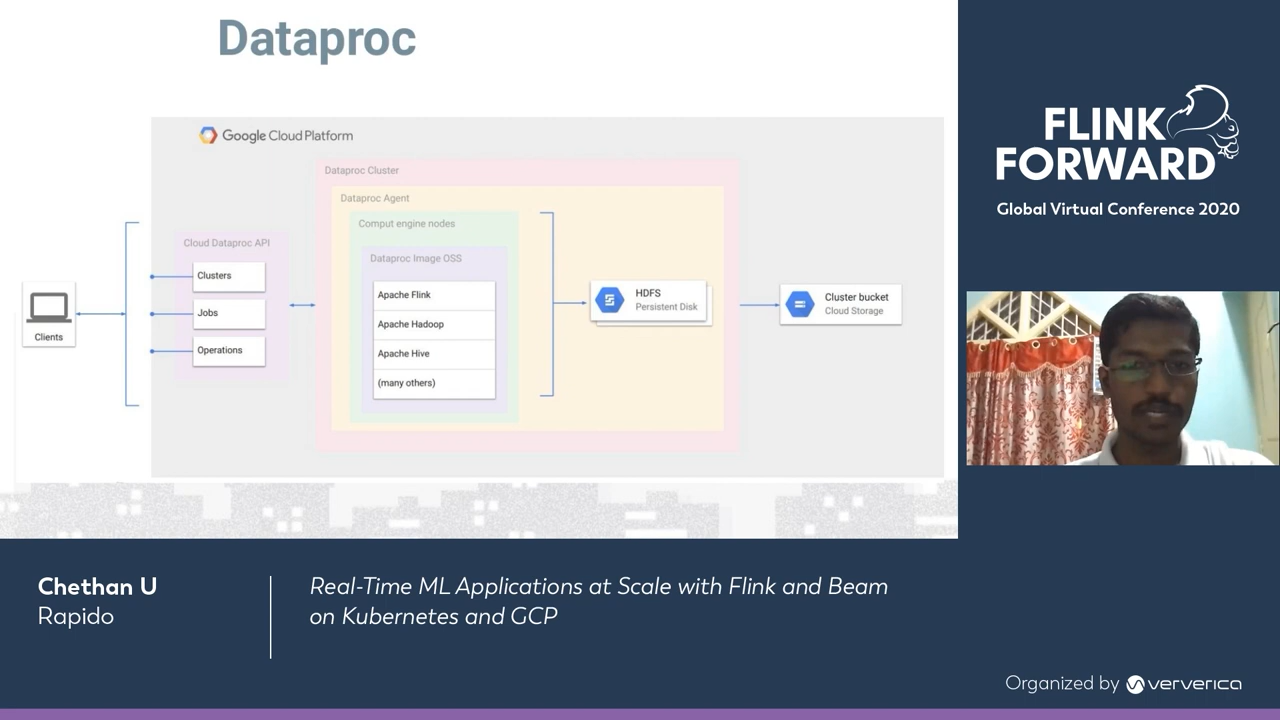 Dataproc
Google Cloud Platform
Dataproc Cluster
Dataproc Agent
Comput engine nodes
Cloud Dataproc API
Dataproc Image OSS
Clusters
Jobs
Operations
Clients
Apache Flink
Apache Hadoop
Apache Hive
(many others)
HDFS
Persistent Disk
Cluster bucket
Cloud Storage
FLINK
FORWARD
Global Virtual Conference 2020
Chethan U
Rapido
Real-Time ML Applications at Scale with Flink and Beam
on Kubernetes and GCP
Organized by ververica